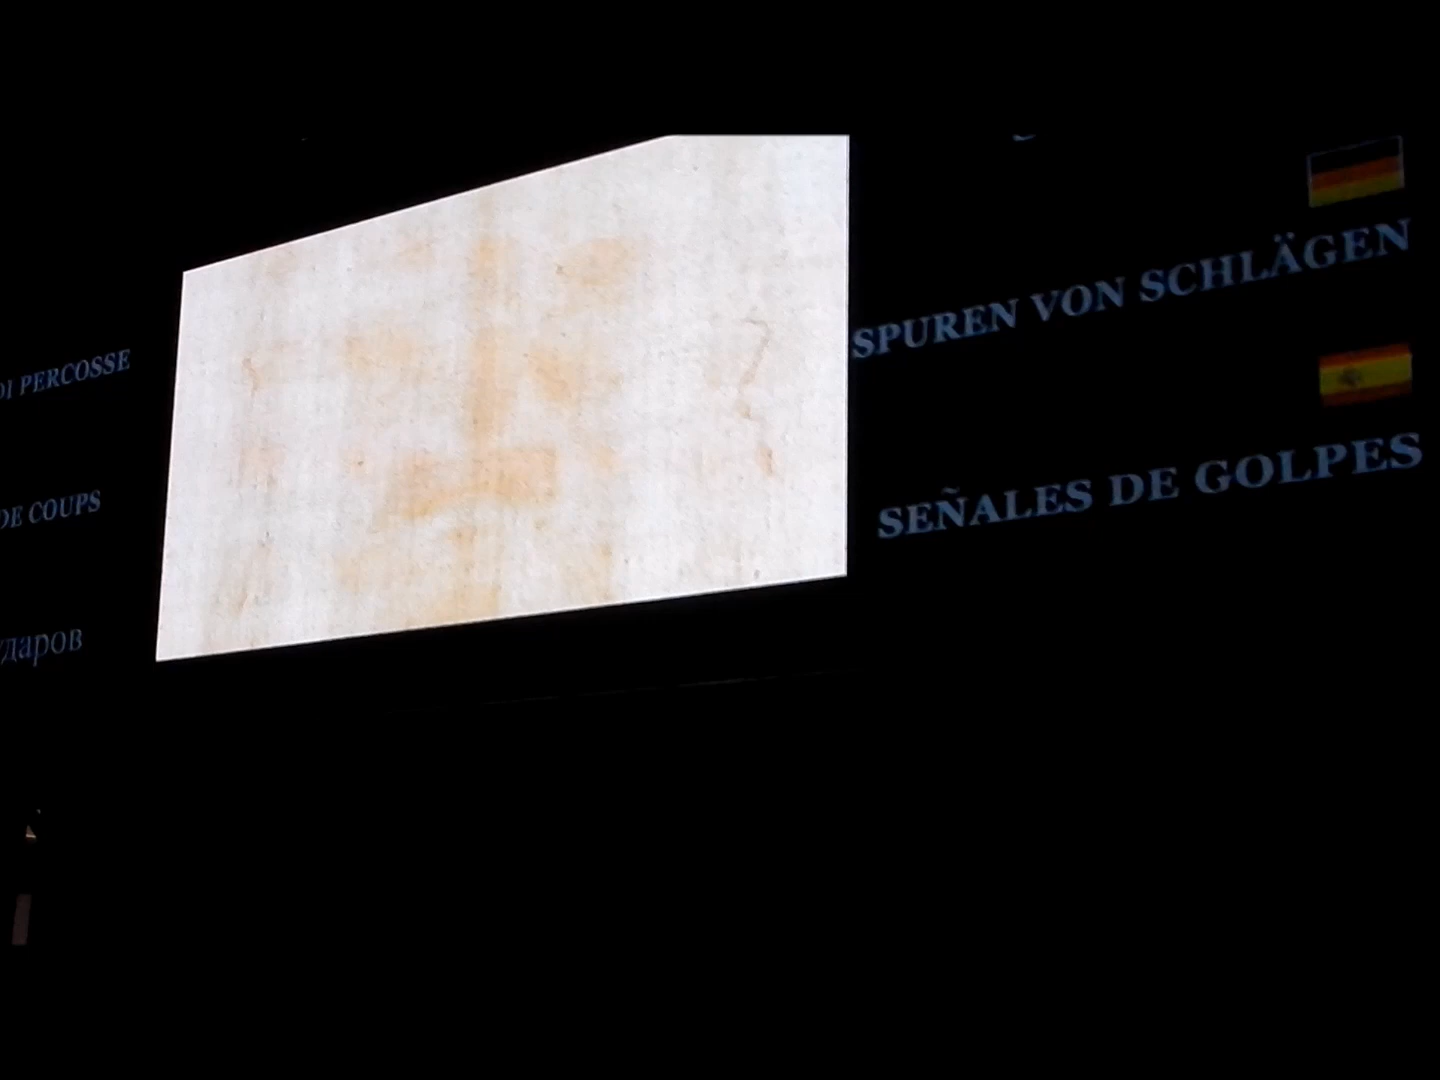 DI PERCOSSE
DE COUPS
ударов
SPUREN VON SCHLÄGEN
SEÑALES DE GOLPES